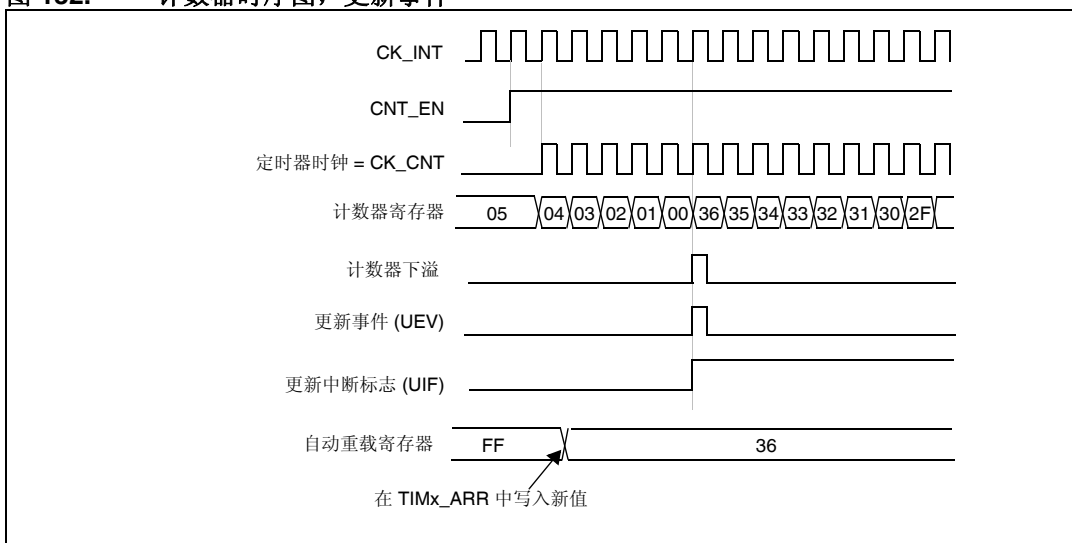 CK_INT
CNT_EN
定时器时钟 = CK_CNT
计数器寄存器 05 04 03 02 01 00 36 35 34 33 32 31 30 2F
计数器下溢
更新事件 (UEV)
更新中断标志 (UIF)
自动重载寄存器 FF 36
在 TIMx_ARR 中写入新值